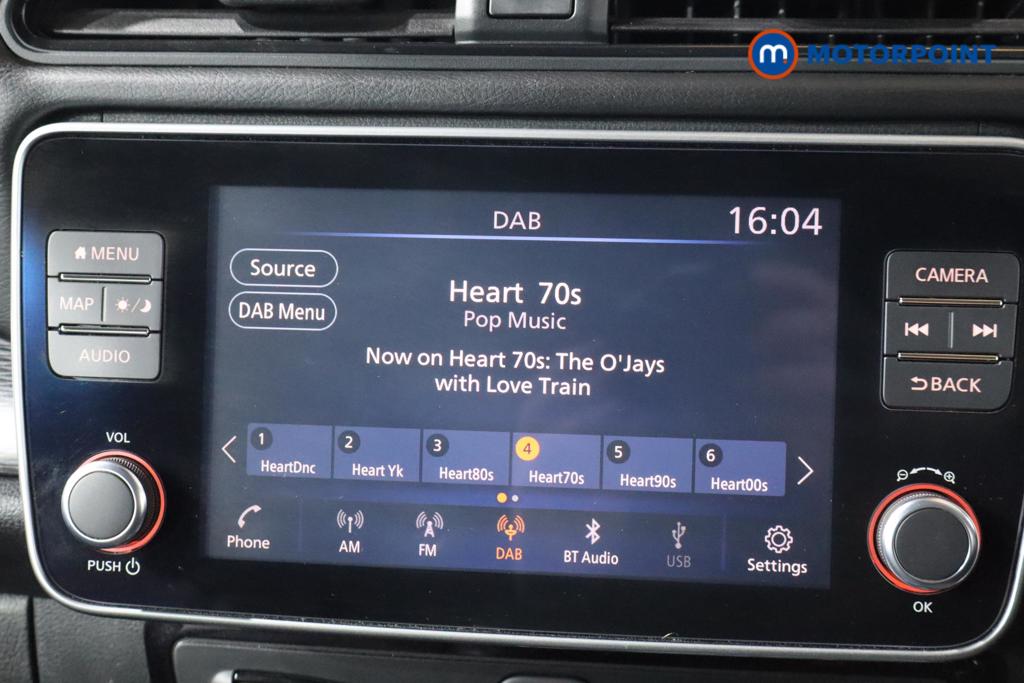 m MOTORPOINT
DAB
16:04
MENU
MAP
AUDIO
Source
DAB Menu
Heart 70s
Pop Music
Now on Heart 70s: The O'Jays
with Love Train
CAMERA
BACK
1 2 3 4 5 6
HeartDnc Heart Yk Heart80s Heart70s Heart90s Heart00s
VOL
PUSH
Phone AM FM DAB BT Audio USB Settings
OK